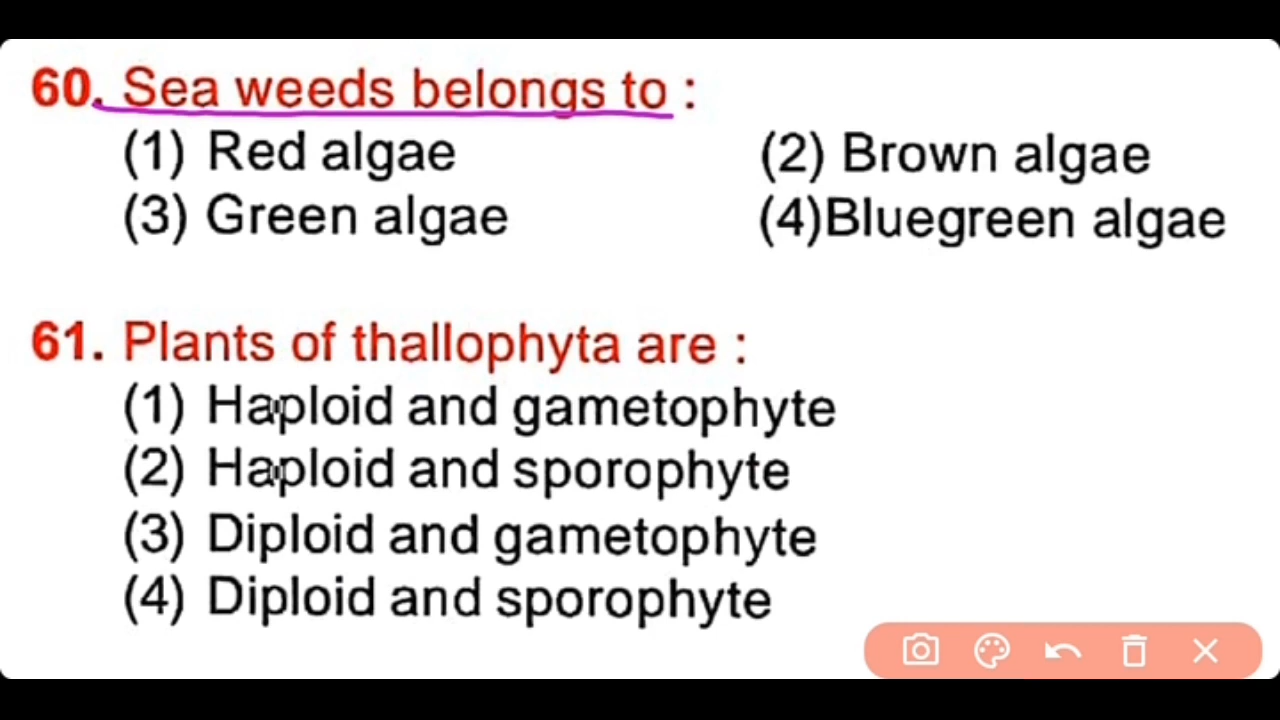 60. Sea weeds belongs to :
(1) Red algae (2) Brown algae
(3) Green algae (4)Bluegreen algae
61. Plants of thallophyta are :
(1) Haploid and gametophyte
(2) Haploid and sporophyte
(3) Diploid and gametophyte
(4) Diploid and sporophyte